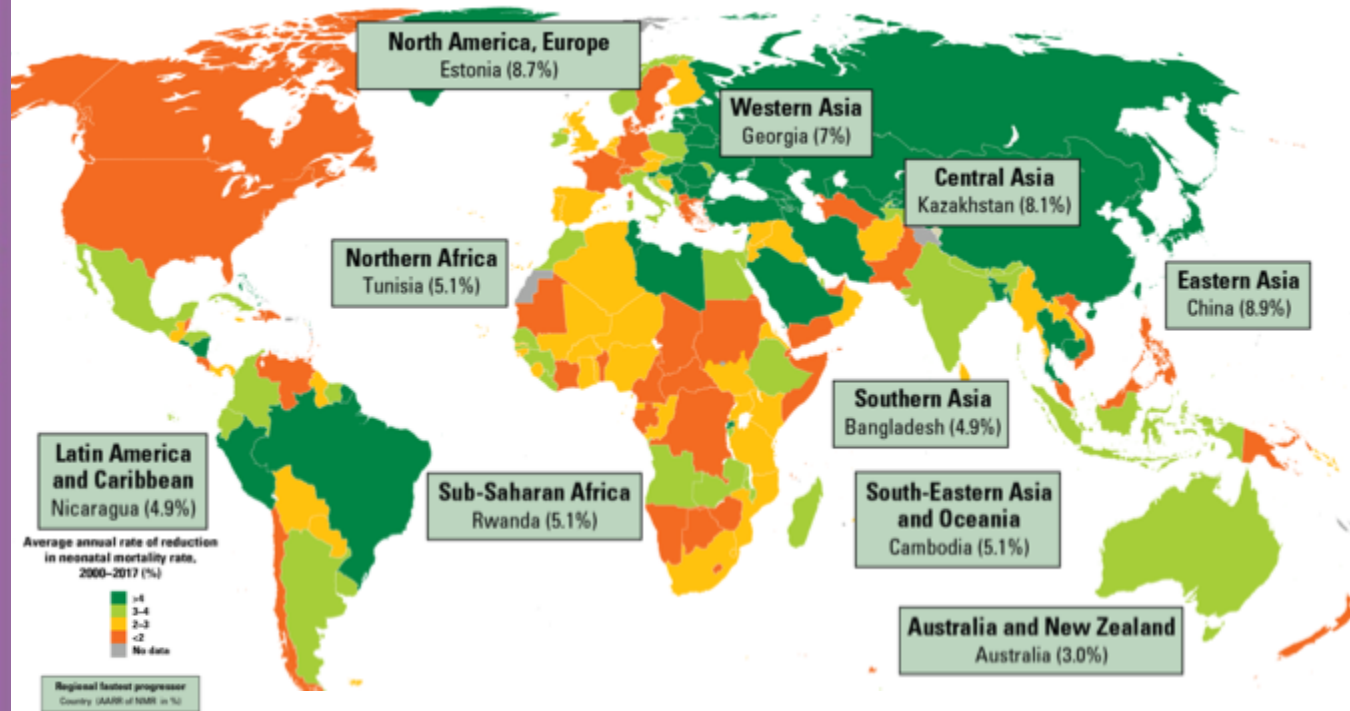 North America, Europe
Estonia (8.7%)
Western Asia
Georgia (7%)
Central Asia
Kazakhstan (8.1%)
Northern Africa
Tunisia (5.1%)
Eastern Asia
China (8.9%)
Southern Asia
Bangladesh (4.9%)
Latin America
and Caribbean
Nicaragua (4.9%)
Sub-Saharan Africa
Rwanda (5.1%)
South-Eastern Asia
and Oceania
Cambodia (5.1%)
Australia and New Zealand
Australia (3.0%)
Average annual rate of reduction
in neonatal mortality rate,
2000–2017 (%)
>4
3–4
2–3
<2
No data
Regional fastest progressor
Country (AARR of NMR in %)